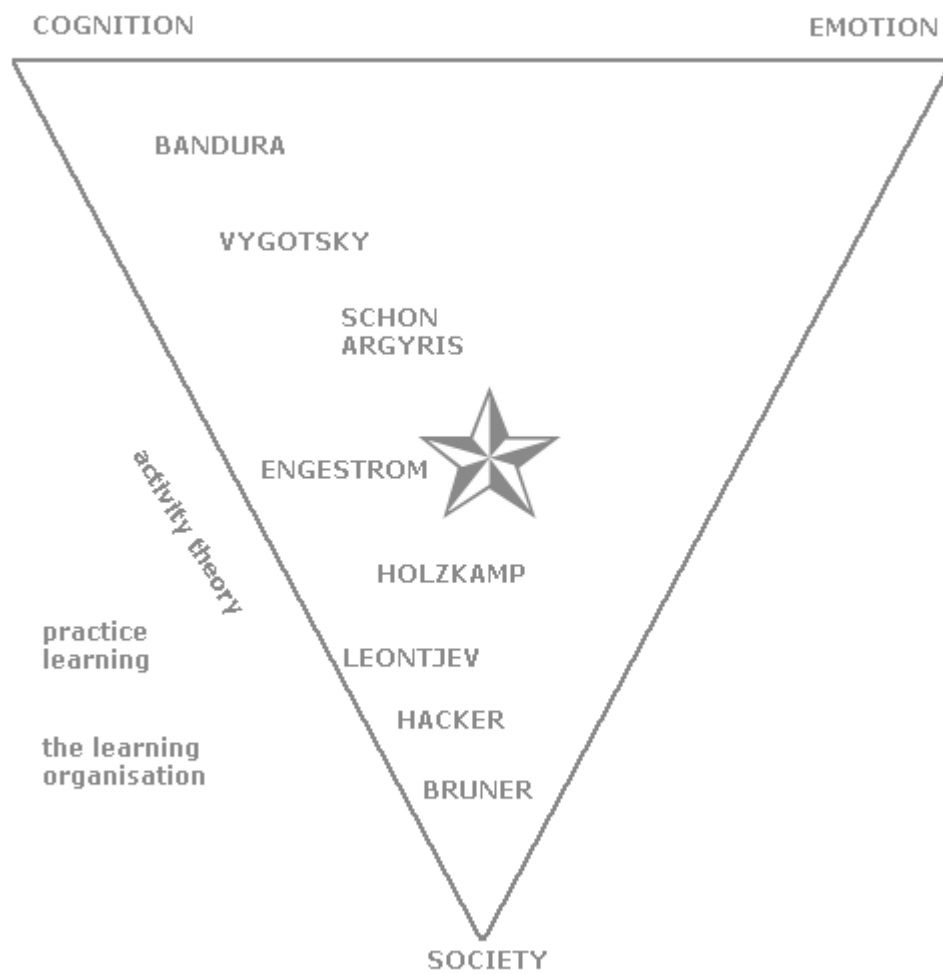 COGNITION
EMOTION
BANDURA
VYGOTSKY
SCHON
ARGYRIS
ENGESTROM
activity theory
HOLZKAMP
practice
learning
LEONTJEV
HACKER
the learning
organisation
BRUNER
SOCIETY